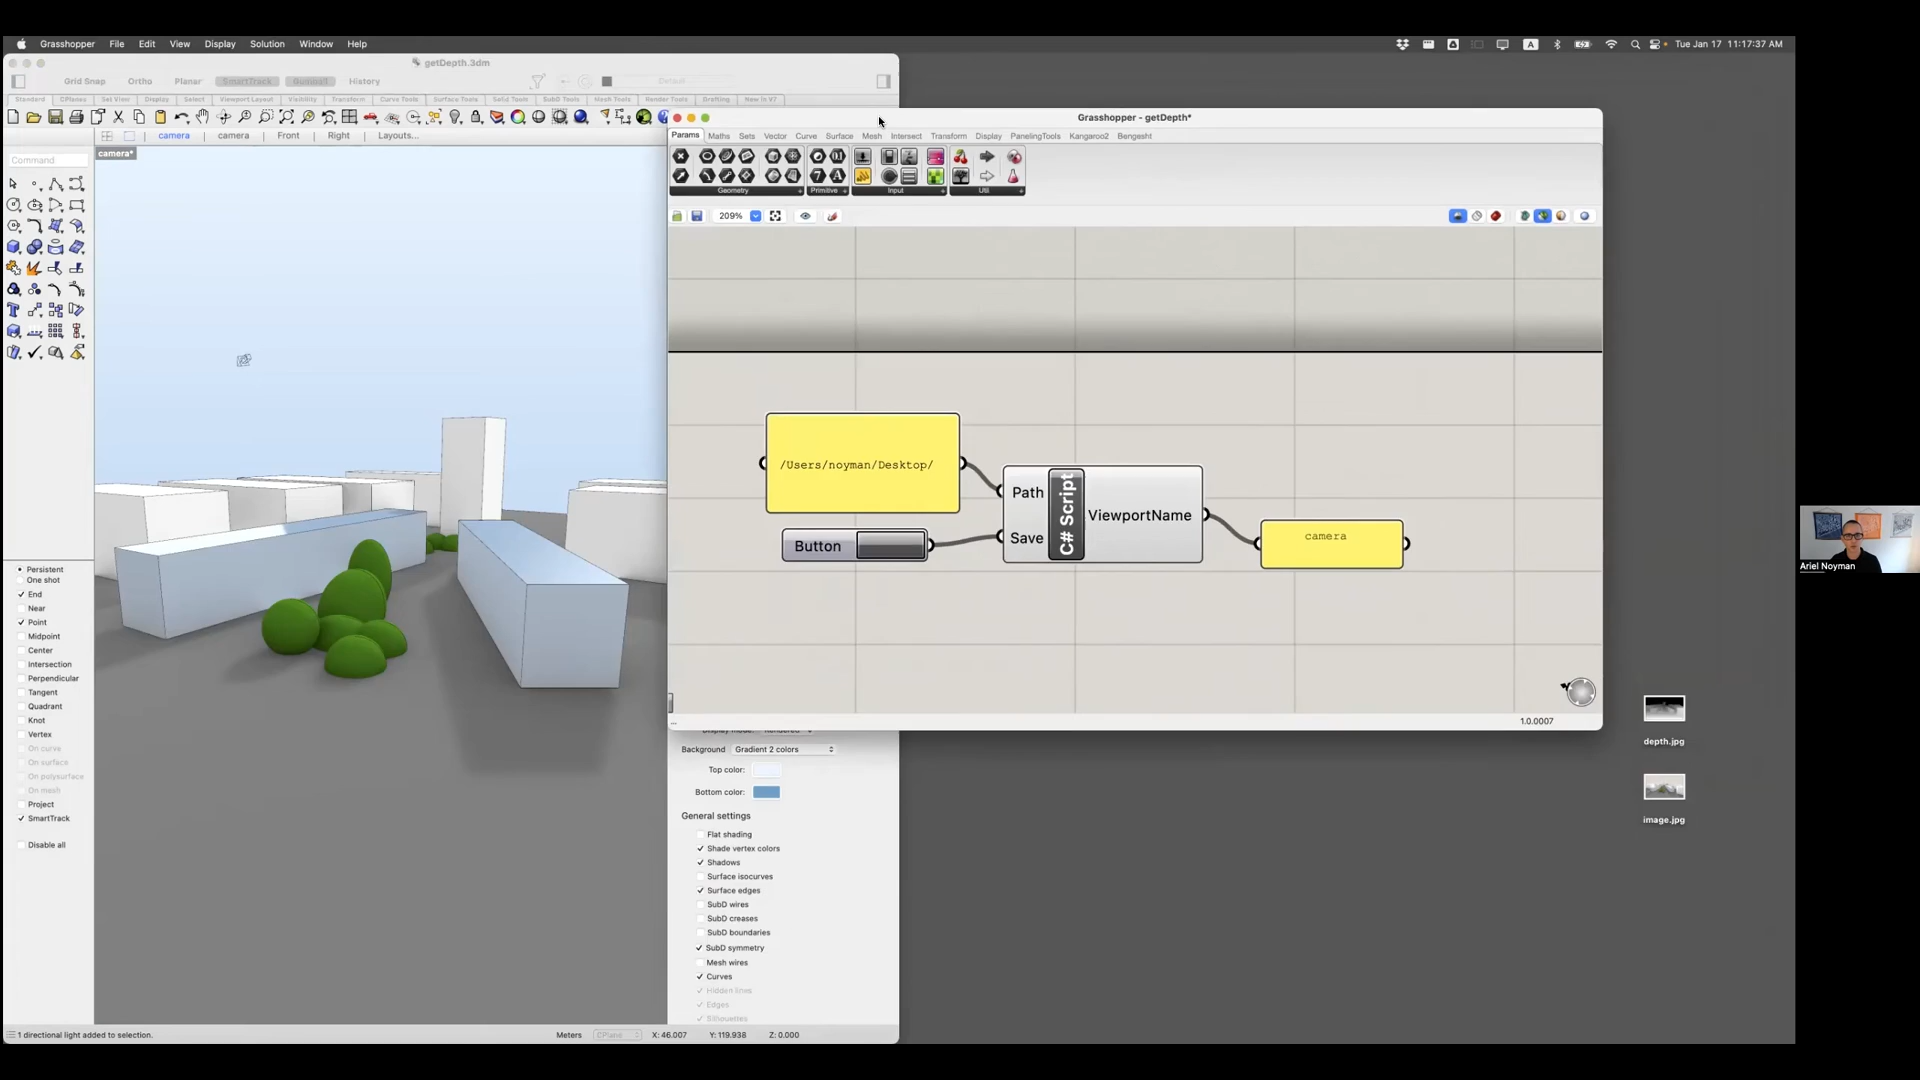 Grasshopper File Edit View Display Solution Window Help
Tue Jan 17 11:17:37 AM
getDepth.3dm
Grid Snap Ortho Planar SmartTrack Gumball History Default
Standard CPlanes Set View Display Select Viewport Layout Visibility Transform Curve Tools Surface Tools Solid Tools SubD Tools Mesh Tools Render Tools Drafting New in V7
camera camera Front Right Layouts...
Command
camera*
Grasshopper - getDepth*
Params Maths Sets Vector Curve Surface Mesh Intersect Transform Display PanelingTools Kangaroo2 Bengesht
Geometry Primitive Input Util
209%
/Users/noyman/Desktop/
Button
Path
Save
C# Script
ViewportName
camera
1.0.0007
Persistent
One shot
End
Near
Point
Midpoint
Center
Intersection
Perpendicular
Tangent
Quadrant
Knot
Vertex
On curve
On surface
On polysurface
On mesh
Project
SmartTrack
Disable all
Display mode: Rendered
Background Gradient 2 colors
Top color:
Bottom color:
General settings
Flat shading
Shade vertex colors
Shadows
Surface isocurves
Surface edges
SubD wires
SubD creases
SubD boundaries
SubD symmetry
Mesh wires
Curves
Hidden lines
Edges
Silhouettes
1 directional light added to selection.
Meters CPlane X: 46.007 Y: 119.938 Z: 0.000
depth.jpg
image.jpg
Ariel Noyman